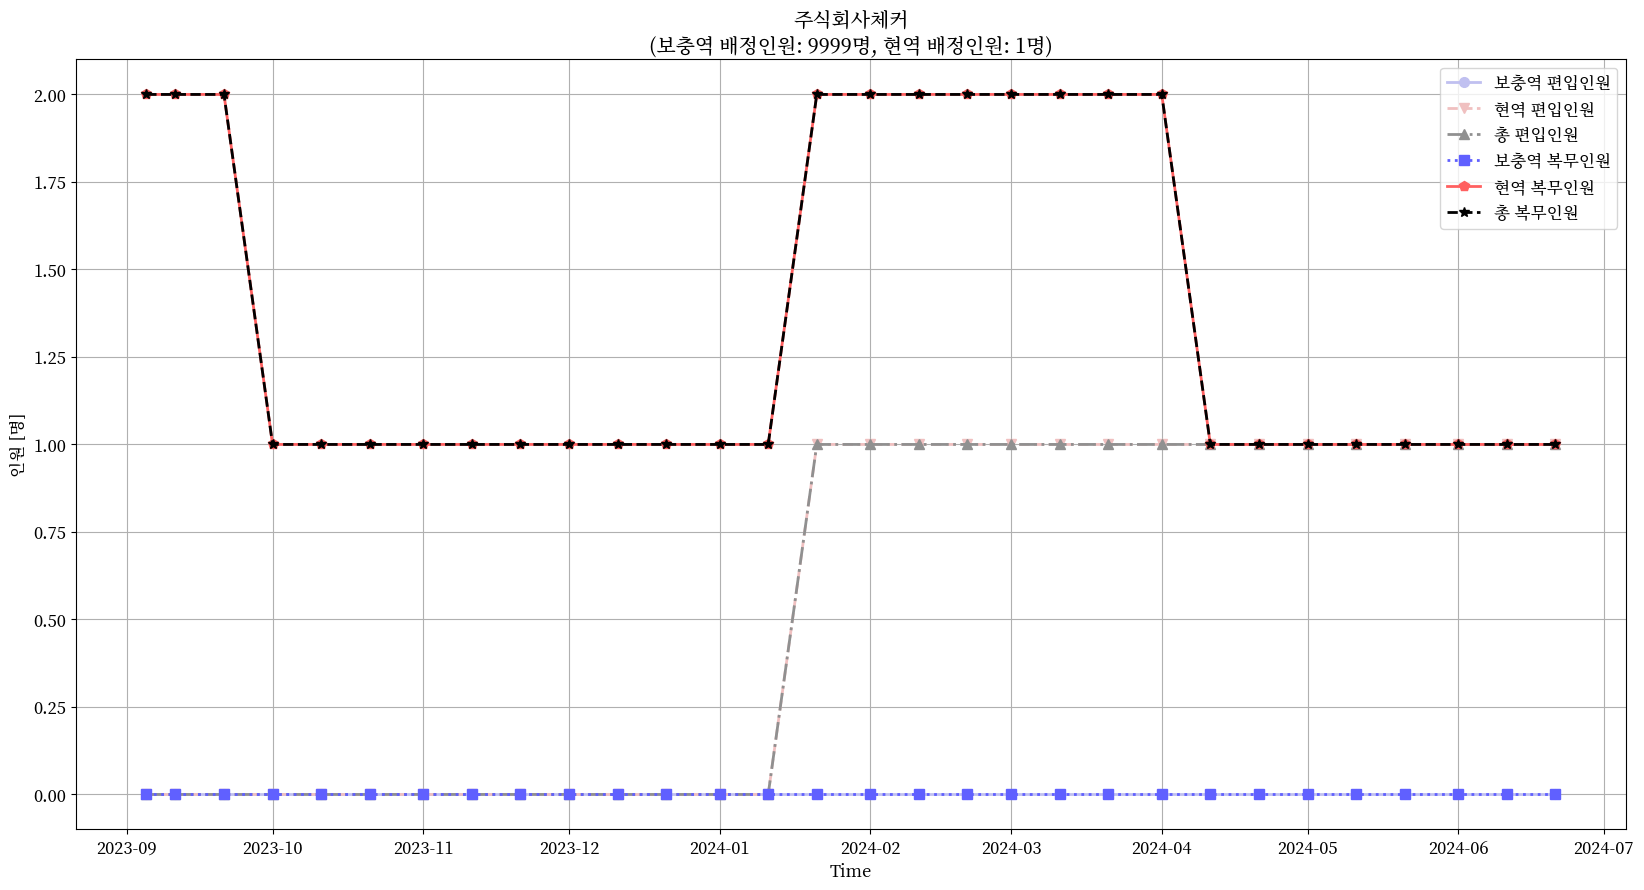 주식회사체커
(보충역 배정인원: 9999명, 현역 배정인원: 1명)
보충역 편입인원
현역 편입인원
총 편입인원
보충역 복무인원
현역 복무인원
총 복무인원
인원 [명]
2.00
1.75
1.50
1.25
1.00
0.75
0.50
0.25
0.00
2023-09 2023-10 2023-11 2023-12 2024-01 2024-02 2024-03 2024-04 2024-05 2024-06 2024-07
Time